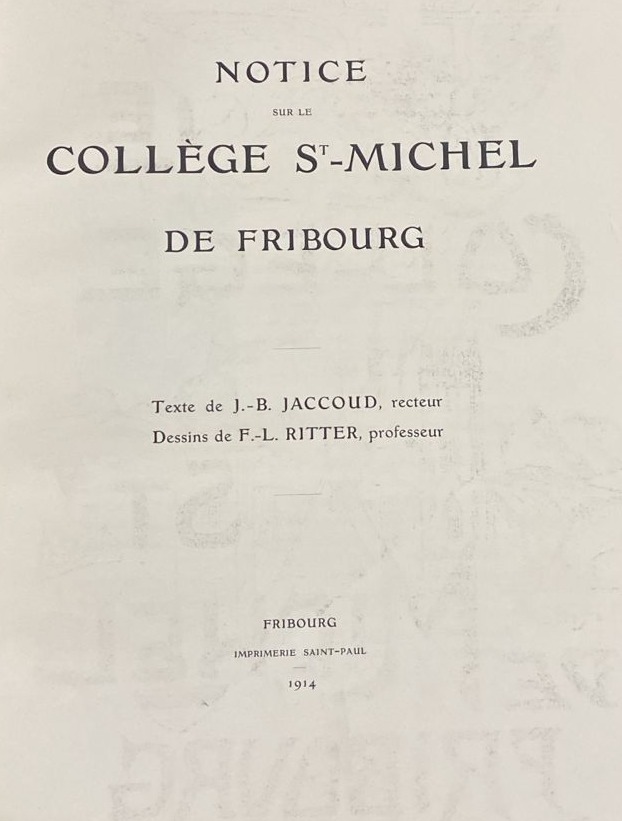 NOTICE
SUR LE
COLLÈGE Sᵀ-MICHEL
DE FRIBOURG
Texte de J.-B. JACCOUD, recteur
Dessins de F.-L. RITTER, professeur
FRIBOURG
IMPRIMERIE SAINT-PAUL
1914